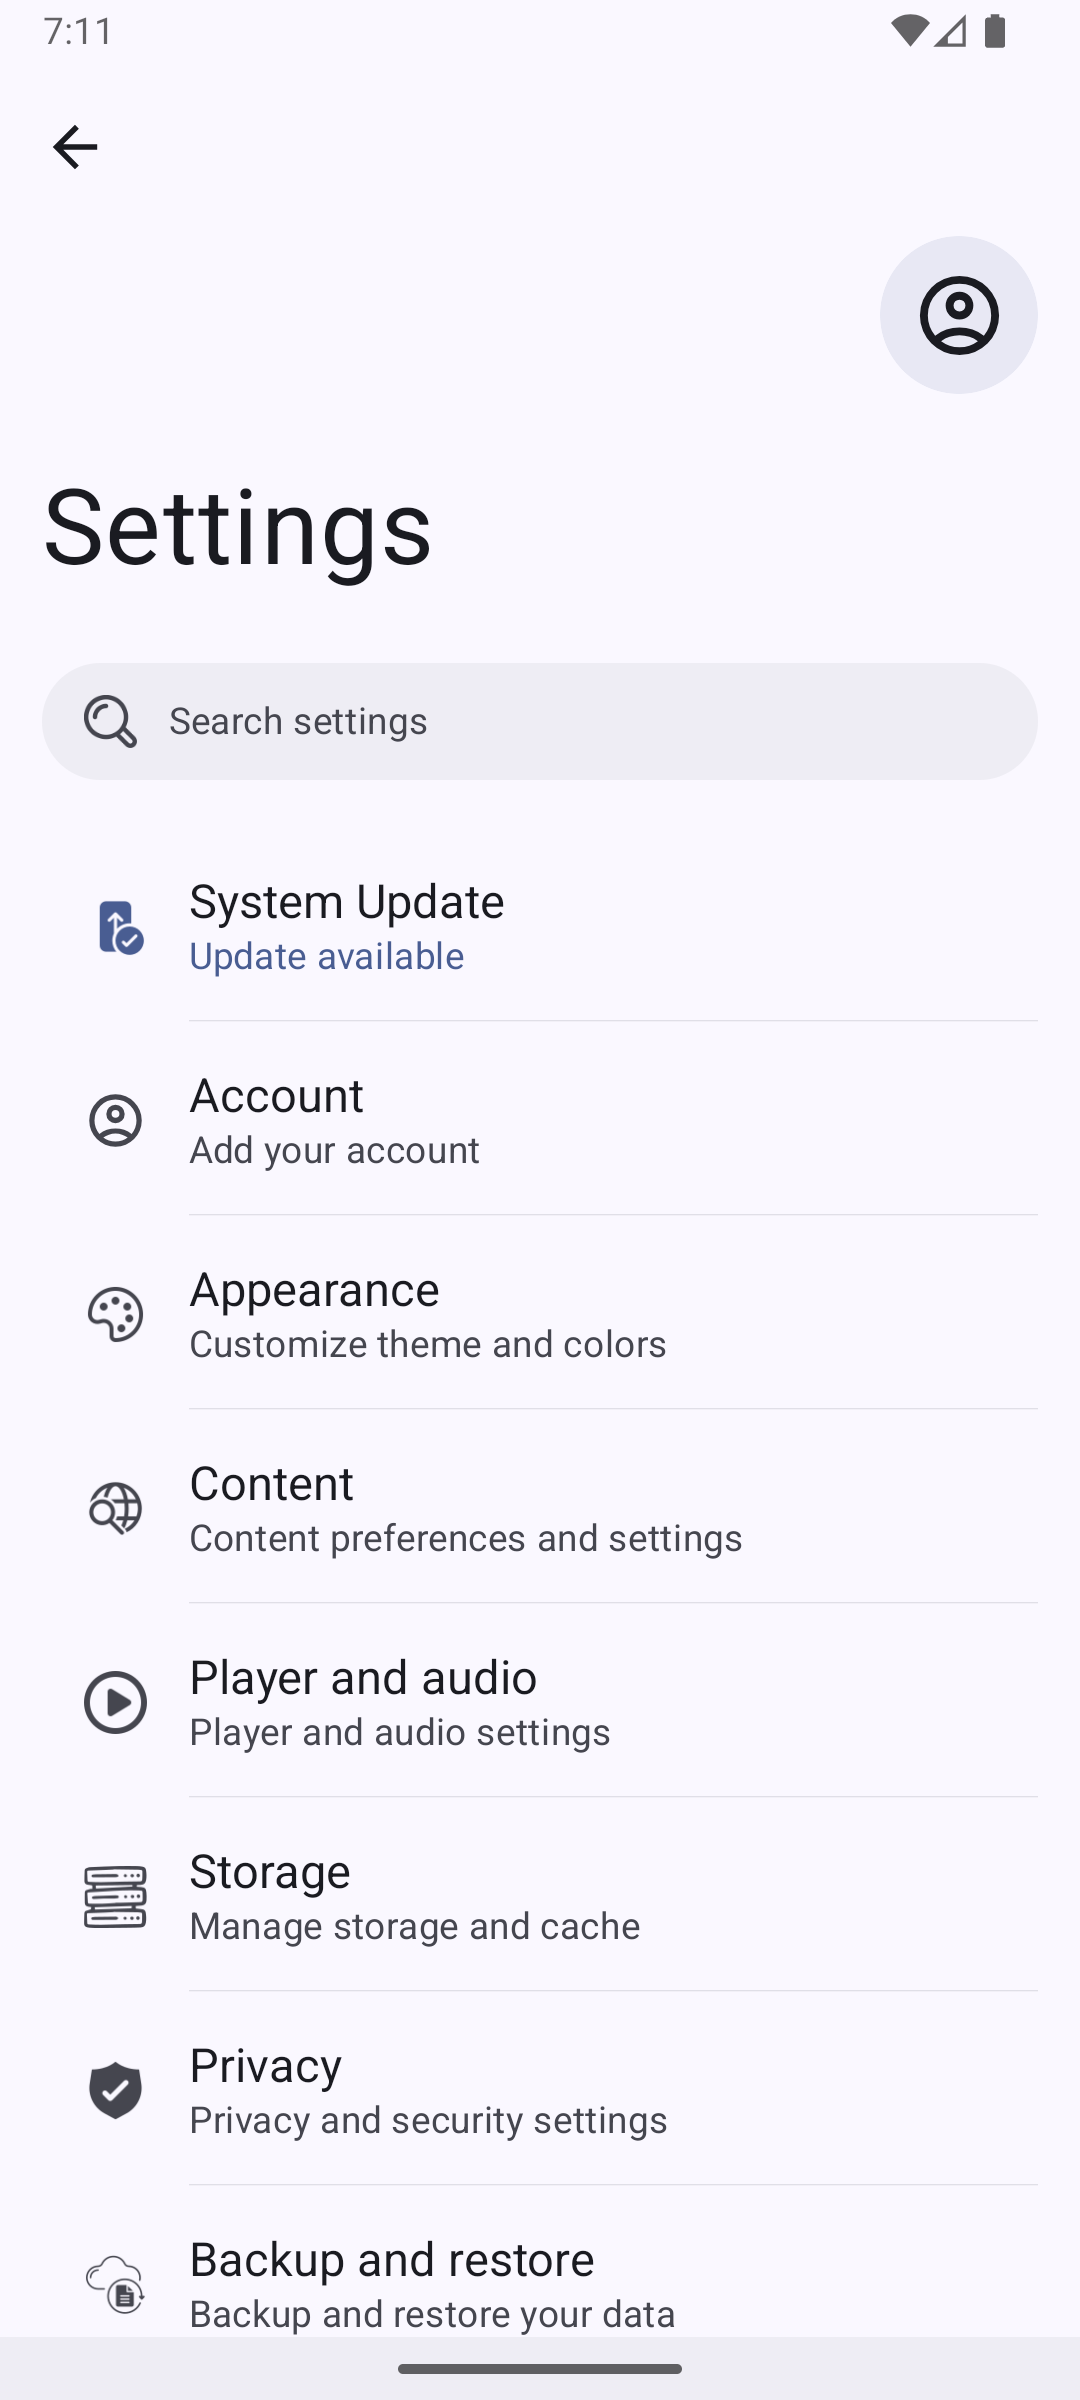 7:11
Settings
Search settings
System Update
Update available
Account
Add your account
Appearance
Customize theme and colors
Content
Content preferences and settings
Player and audio
Player and audio settings
Storage
Manage storage and cache
Privacy
Privacy and security settings
Backup and restore
Backup and restore your data